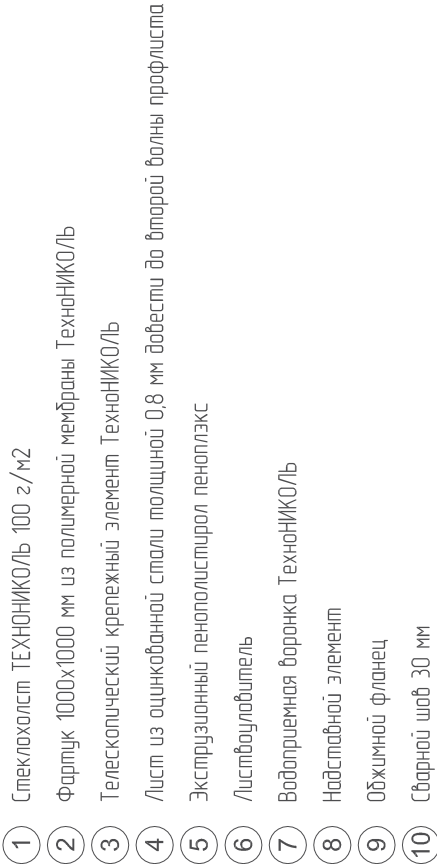 1 Стеклохолст ТЕХНОНИКОЛЬ 100 г/м2
2 Фартук 1000х1000 мм из полимерной мембраны ТехноНИКОЛЬ
3 Телескопический крепежный элемент ТехноНИКОЛЬ
4 Лист из оцинкованной стали толщиной 0,8 мм довести до второй волны профлиста
5 Экструзионный пенополистирол пеноплэкс
6 Листвоуловитель
7 Водоприемная воронка ТехноНИКОЛЬ
8 Надставной элемент
9 Обжимной фланец
10 Сварной шов 30 мм